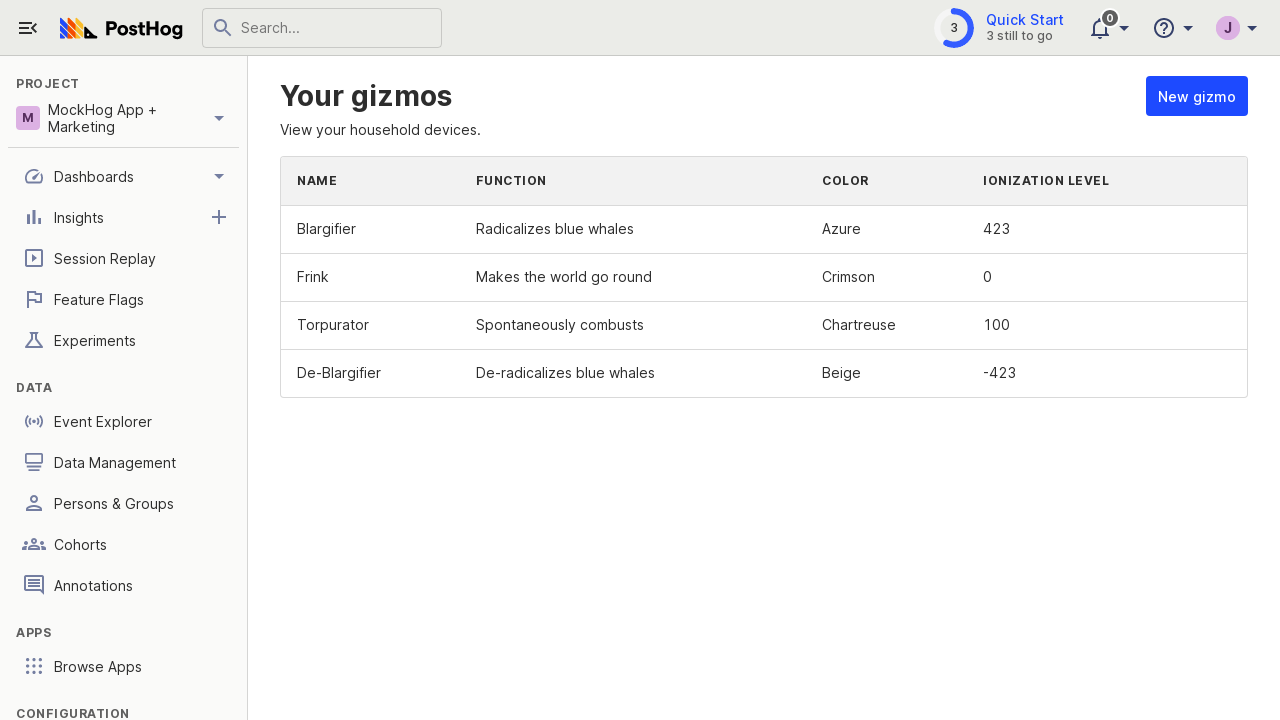 PostHog
Search...
3
Quick Start
3 still to go
0
J
PROJECT
M
MockHog App +
Marketing
Dashboards
Insights
Session Replay
Feature Flags
Experiments
DATA
Event Explorer
Data Management
Persons & Groups
Cohorts
Annotations
APPS
Browse Apps
CONFIGURATION
Your gizmos
New gizmo
View your household devices.
NAME FUNCTION COLOR IONIZATION LEVEL
Blargifier Radicalizes blue whales Azure 423
Frink Makes the world go round Crimson 0
Torpurator Spontaneously combusts Chartreuse 100
De-Blargifier De-radicalizes blue whales Beige -423